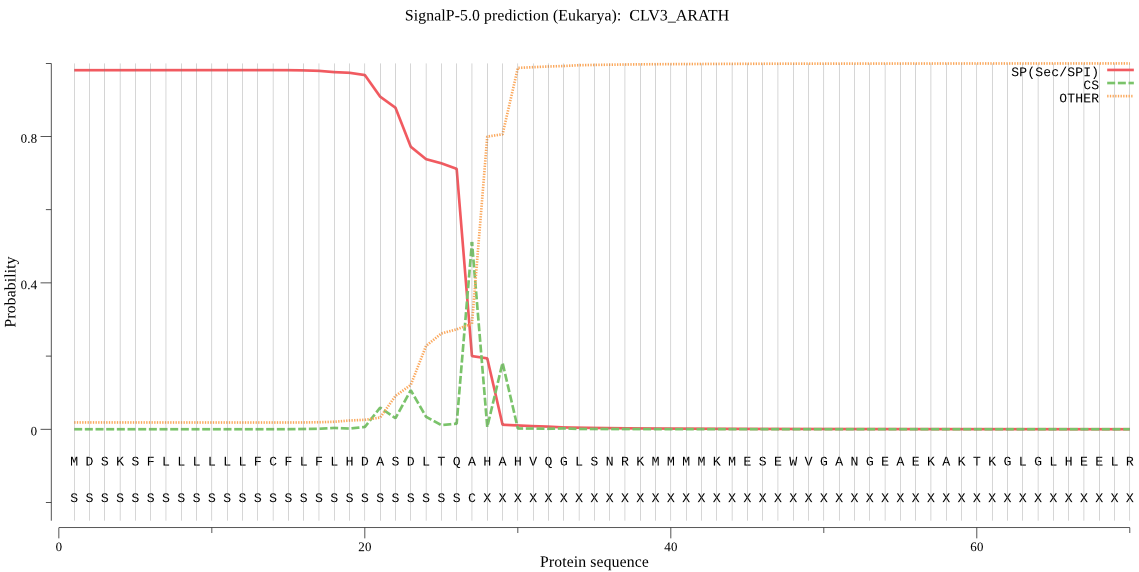 SignalP-5.0 prediction (Eukarya): CLV3_ARATH
SP(Sec/SPI)
CS
OTHER
0.8
0.4
0
Probability
M D S K S F L L L L L L F C F L F L H D A S D L T Q A H A H V Q G L S N R K M M M M K M E S E W V G A N G E A E K A K T K G L G L H E E L R
S S S S S S S S S S S S S S S S S S S S S S S S S S C X X X X X X X X X X X X X X X X X X X X X X X X X X X X X X X X X X X X X X X X X X X
0 20 40 60
Protein sequence